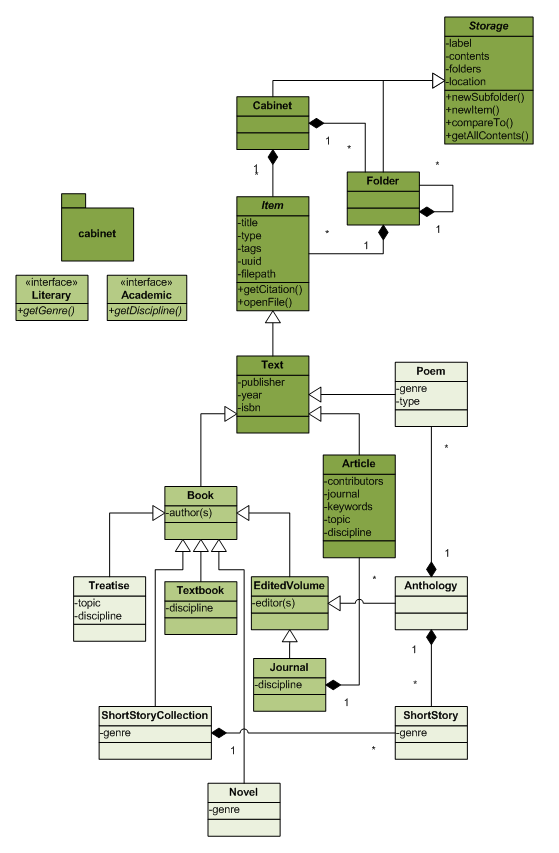 Storage
-label
-contents
-folders
-location
+newSubfolder()
+newItem()
+compareTo()
+getAllContents()
Cabinet
1
*
1
*
Folder
*
1
Item
-title
-type
-tags
-uuid
-filepath
+getCitation()
+openFile()
*
1
cabinet
«interface»
Literary
+getGenre()
«interface»
Academic
+getDiscipline()
Text
-publisher
-year
-isbn
Poem
-genre
-type
*
1
Article
-contributors
-journal
-keywords
-topic
-discipline
*
Book
-author(s)
Treatise
-topic
-discipline
Textbook
-discipline
EditedVolume
-editor(s)
Anthology
1
*
Journal
-discipline
1
ShortStoryCollection
-genre
1
*
ShortStory
-genre
Novel
-genre